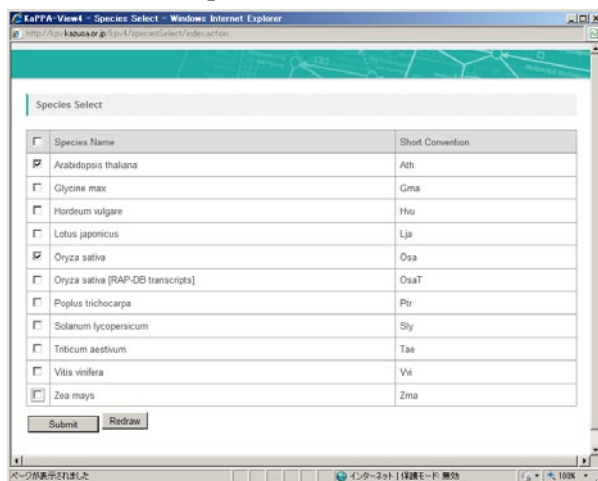 KaPPA-View4 - Species Select - Windows Internet Explorer
http://kpv.kazusa.or.jp/kpv4/speciesSelect/index.action
Species Select
Species Name Short Convention
Arabidopsis thaliana Ath
Glycine max Gma
Hordeum vulgare Hvu
Lotus japonicus Lja
Oryza sativa Osa
Oryza sativa [RAP-DB transcripts] OsaT
Poplus trichocarpa Ptr
Solanum lycopersicum Sly
Triticum aestivum Tae
Vitis vinifera Vvi
Zea mays Zma
Submit Redraw
ページが表示されました インターネット | 保護モード: 無効 100%